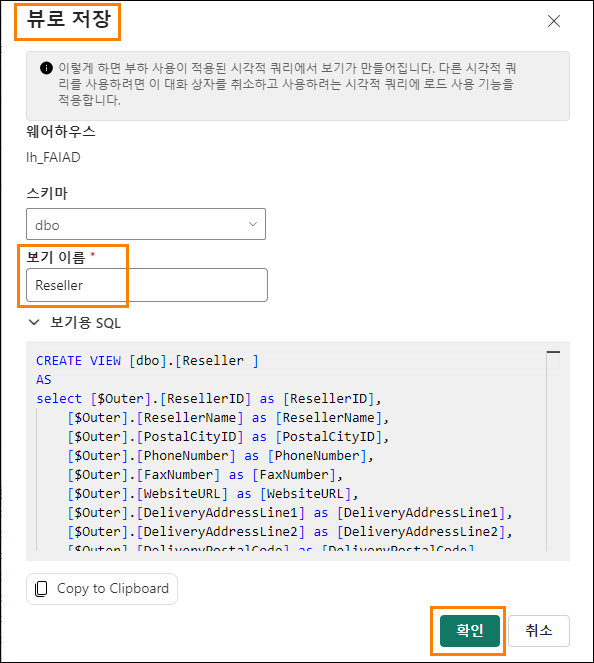 뷰로 저장
이렇게 하면 부하 사용이 적용된 시각적 쿼리에서 보기가 만들어집니다. 다른 시각적 쿼
리를 사용하려면 이 대화 상자를 취소하고 사용하려는 시각적 쿼리에 로드 사용 기능을
적용합니다.
웨어하우스
lh_FAIAD
스키마
dbo
보기 이름 *
Reseller
보기용 SQL
CREATE VIEW [dbo].[Reseller ]
AS
select [$Outer].[ResellerID] as [ResellerID],
[$Outer].[ResellerName] as [ResellerName],
[$Outer].[PostalCityID] as [PostalCityID],
[$Outer].[PhoneNumber] as [PhoneNumber],
[$Outer].[FaxNumber] as [FaxNumber],
[$Outer].[WebsiteURL] as [WebsiteURL],
[$Outer].[DeliveryAddressLine1] as [DeliveryAddressLine1],
[$Outer].[DeliveryAddressLine2] as [DeliveryAddressLine2],
[$Outer].[DeliveryPostalCode] as [DeliveryPostalCode]
Copy to Clipboard
확인
취소